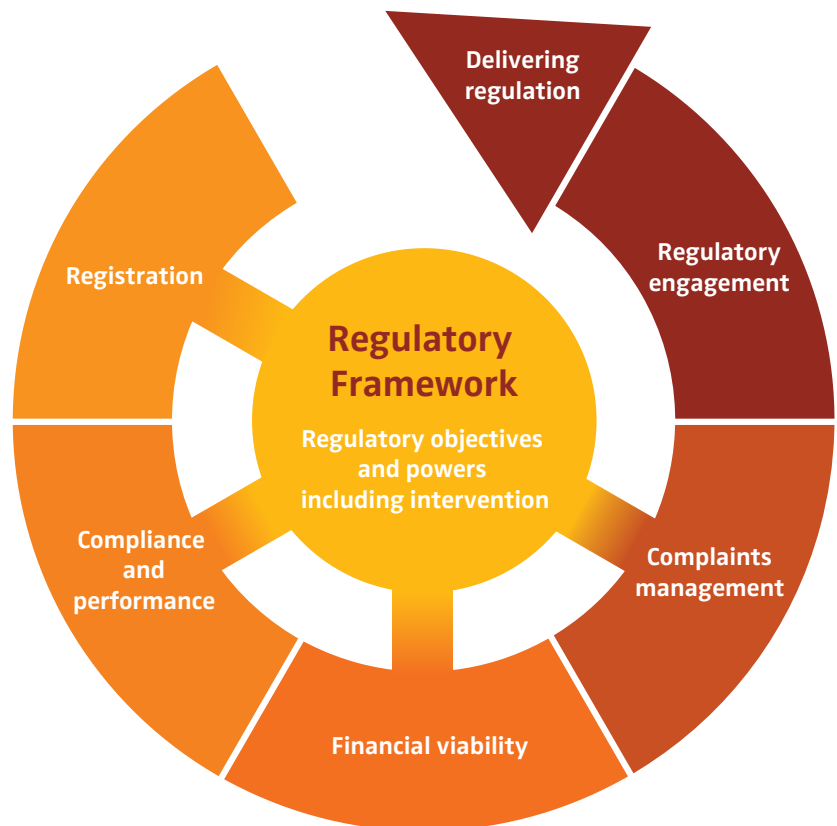 Delivering
regulation
Regulatory
engagement
Registration
Regulatory
Framework
Regulatory objectives
and powers
including intervention
Compliance
and
performance
Complaints
management
Financial viability